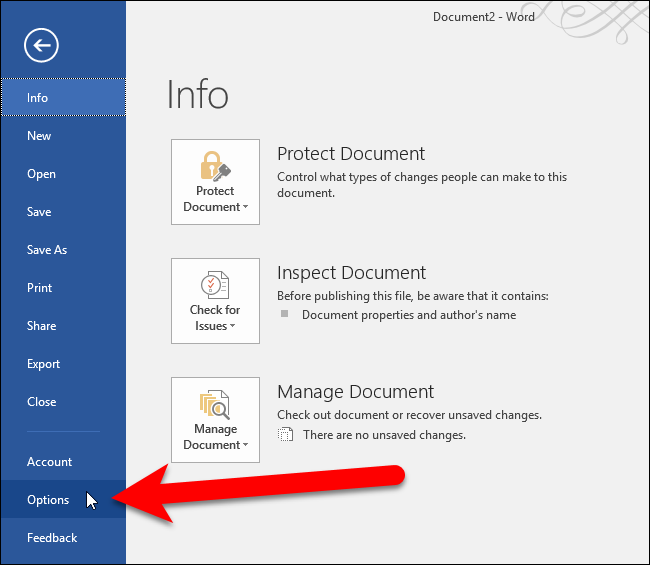 Document2 - Word
Info
New
Open
Save
Save As
Print
Share
Export
Close
Account
Options
Feedback
Info
Protect
Document
Protect Document
Control what types of changes people can make to this
document.
Check for
Issues
Inspect Document
Before publishing this file, be aware that it contains:
Document properties and author's name
Manage
Document
Manage Document
Check out document or recover unsaved changes.
There are no unsaved changes.